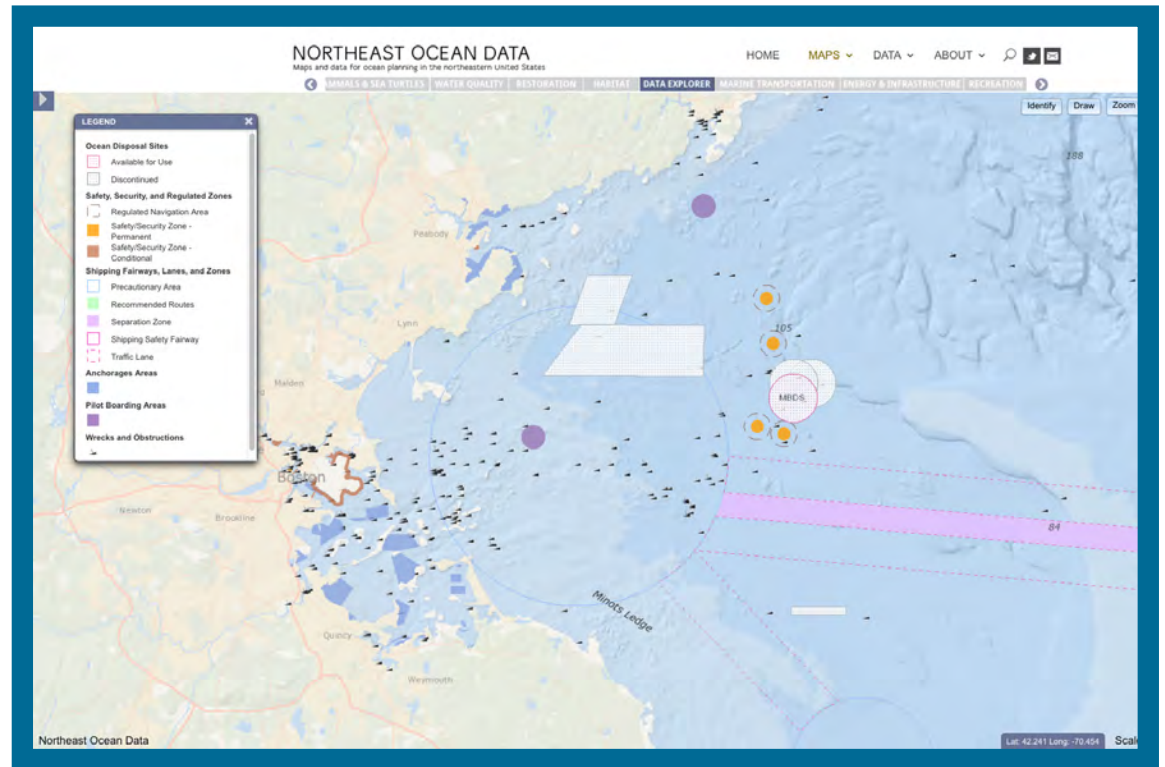 NORTHEAST OCEAN DATA
Maps and data for ocean planning in the northeastern United States
HOME MAPS DATA ABOUT
AMMALS & SEA TURTLES | WATER QUALITY | RESTORATION | HABITAT DATA EXPLORER MARINE TRANSPORTATION | ENERGY & INFRASTRUCTURE | RECREATION
Identify Draw Zoom
LEGEND
Ocean Disposal Sites
Available for Use
Discontinued
Safety, Security, and Regulated Zones
Regulated Navigation Area
Safety/Security Zone -
Permanent
Safety/Security Zone -
Conditional
Shipping Fairways, Lanes, and Zones
Precautionary Area
Recommended Routes
Separation Zone
Shipping Safety Fairway
Traffic Lane
Anchorages Areas
Pilot Boarding Areas
Wrecks and Obstructions
188
Peabody
105
Lynn
Malden
MBDS
Boston
Newton
Brookline
84
Minots Ledge
Quincy
Weymouth
Northeast Ocean Data
Lat: 42.241 Long: -70.454
Scale